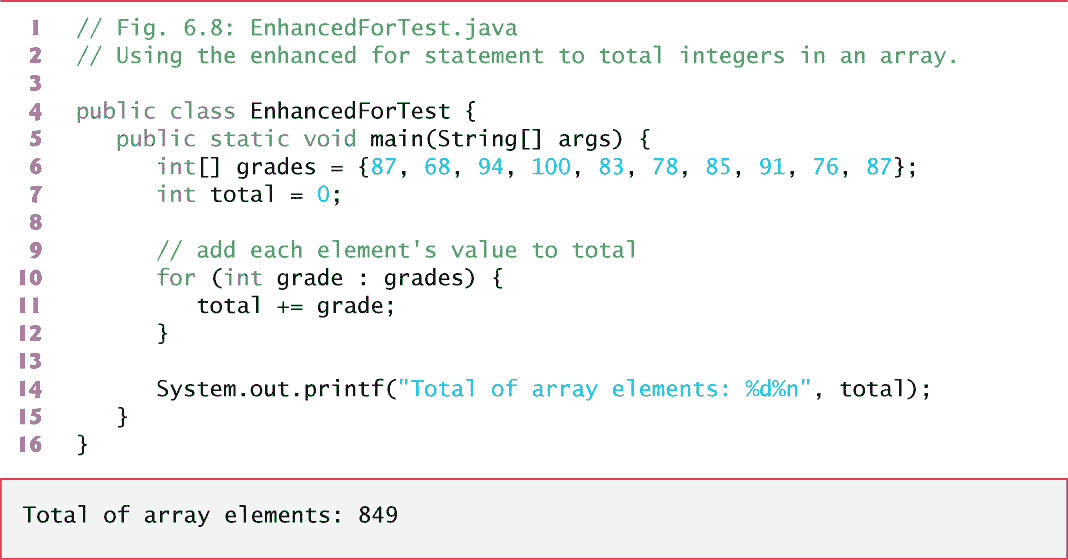 1 // Fig. 6.8: EnhancedForTest.java
2 // Using the enhanced for statement to total integers in an array.
3
4 public class EnhancedForTest {
5    public static void main(String[] args) {
6       int[] grades = {87, 68, 94, 100, 83, 78, 85, 91, 76, 87};
7       int total = 0;
8
9       // add each element's value to total
10       for (int grade : grades) {
11          total += grade;
12       }
13
14       System.out.printf("Total of array elements: %d%n", total);
15    }
16 }
Total of array elements: 849